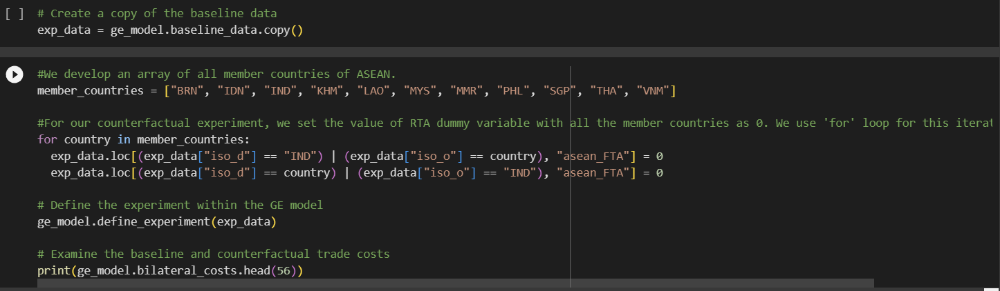 [ ] # Create a copy of the baseline data
exp_data = ge_model.baseline_data.copy()
#We develop an array of all member countries of ASEAN.
member_countries = ["BRN", "IDN", "IND", "KHM", "LAO", "MYS", "MMR", "PHL", "SGP", "THA", "VNM"]
#For our counterfactual experiment, we set the value of RTA dummy variable with all the member countries as 0. We use 'for' loop for this iterat
for country in member_countries:
exp_data.loc[(exp_data["iso_d"] == "IND") | (exp_data["iso_o"] == country), "asean_FTA"] = 0
exp_data.loc[(exp_data["iso_d"] == country) | (exp_data["iso_o"] == "IND"), "asean_FTA"] = 0
# Define the experiment within the GE model
ge_model.define_experiment(exp_data)
# Examine the baseline and counterfactual trade costs
print(ge_model.bilateral_costs.head(56))